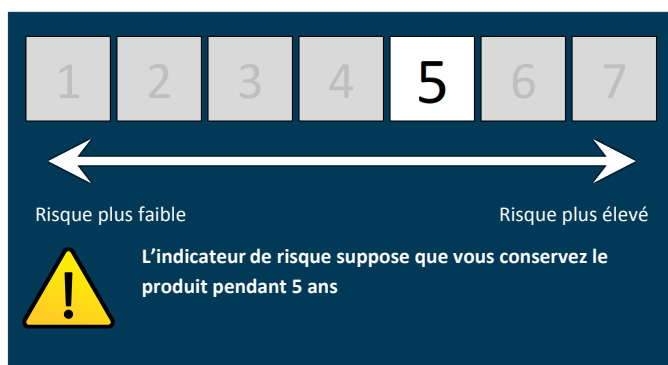 1 2 3 4 5 6 7
Risque plus faible Risque plus élevé
L'indicateur de risque suppose que vous conservez le
produit pendant 5 ans